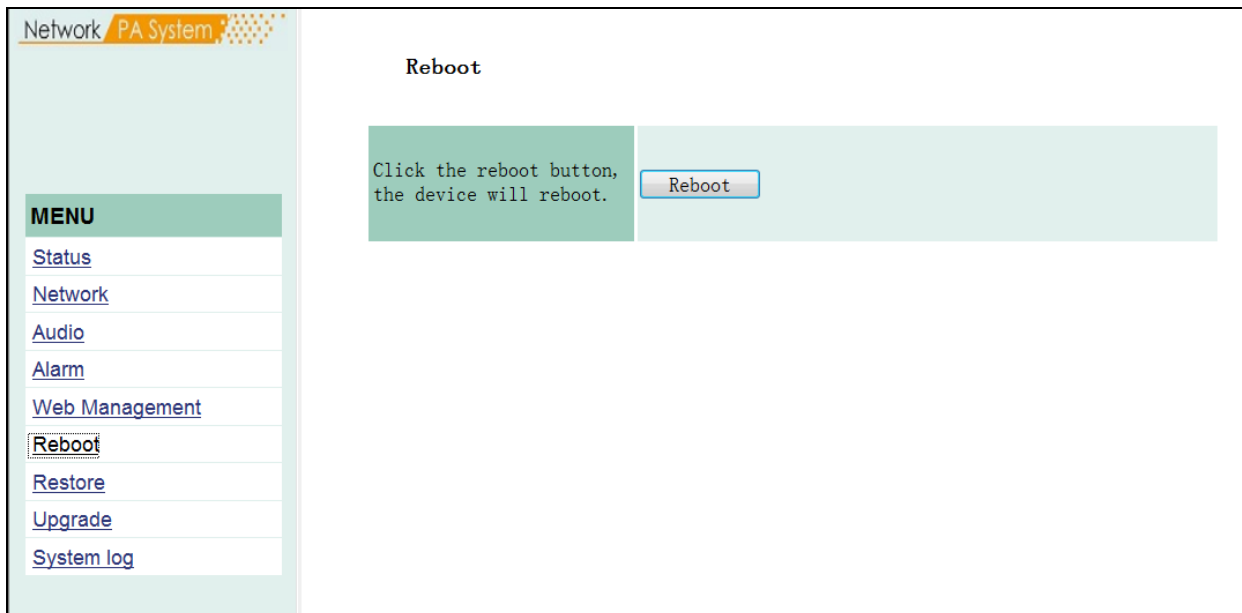 Network PA System
MENU
Status
Network
Audio
Alarm
Web Management
Reboot
Restore
Upgrade
System log
Reboot
Click the reboot button,
the device will reboot.
Reboot